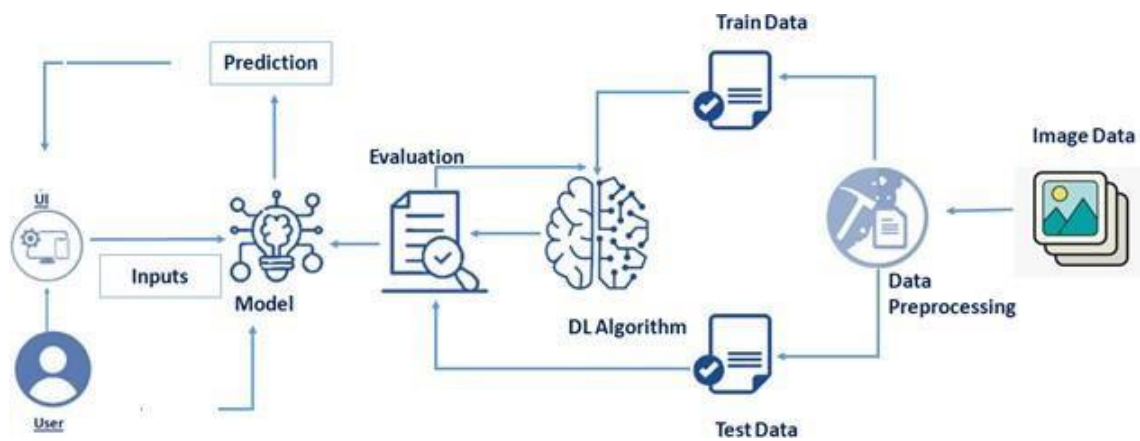 Train Data
Prediction
Image Data
Evaluation
UI
Inputs
Model
Data
Preprocessing
DL Algorithm
User
Test Data